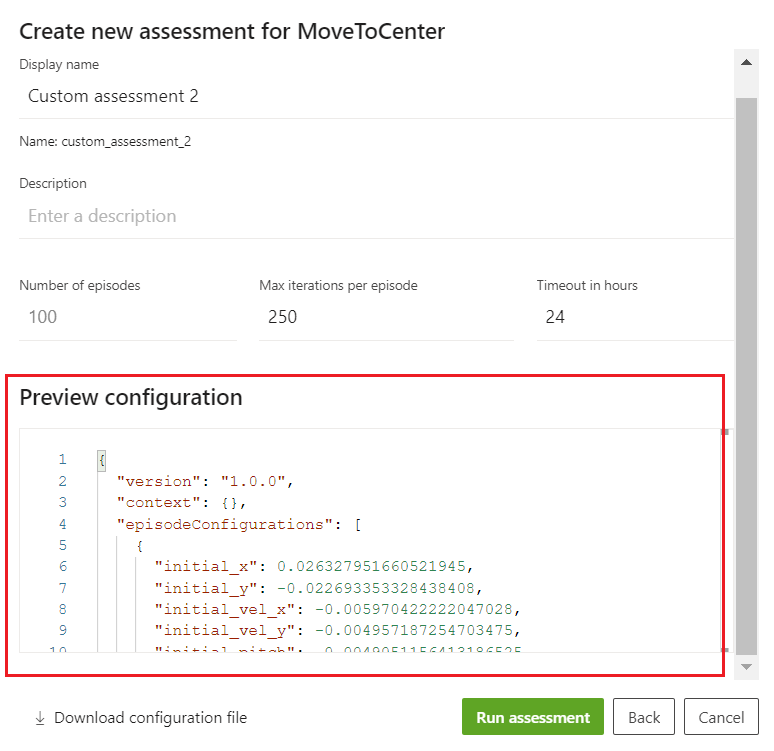 Create new assessment for MoveToCenter
Display name
Custom assessment 2
Name: custom_assessment_2
Description
Enter a description
Number of episodes Max iterations per episode Timeout in hours
100 250 24
Preview configuration
1 {
2 "version": "1.0.0",
3 "context": {},
4 "episodeConfigurations": [
5 {
6 "initial_x": 0.026327951660521945,
7 "initial_y": -0.022693353328438408,
8 "initial_vel_x": -0.005970422222047028,
9 "initial_vel_y": -0.004957187254703475,
10 "initial_pitch":
Download configuration file Run assessment Back Cancel